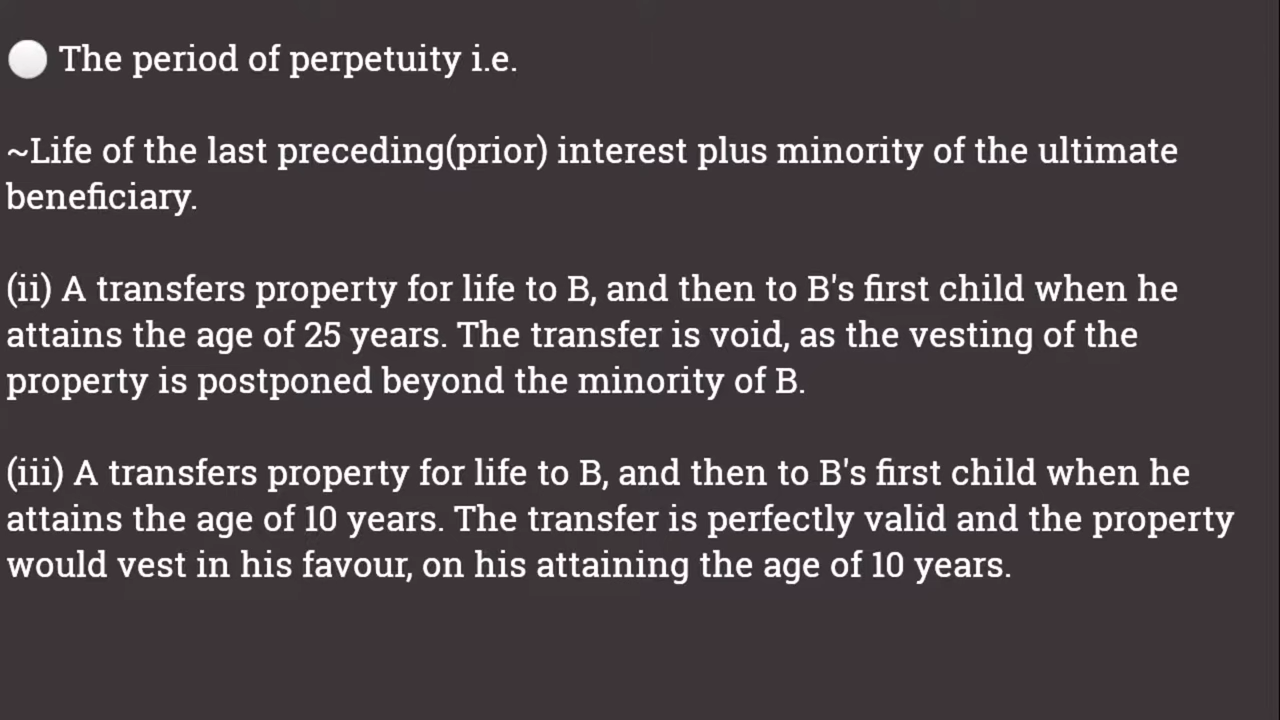 The period of perpetuity i.e.
~Life of the last preceding(prior) interest plus minority of the ultimate
beneficiary.
(ii) A transfers property for life to B, and then to B's first child when he
attains the age of 25 years. The transfer is void, as the vesting of the
property is postponed beyond the minority of B.
(iii) A transfers property for life to B, and then to B's first child when he
attains the age of 10 years. The transfer is perfectly valid and the property
would vest in his favour, on his attaining the age of 10 years.